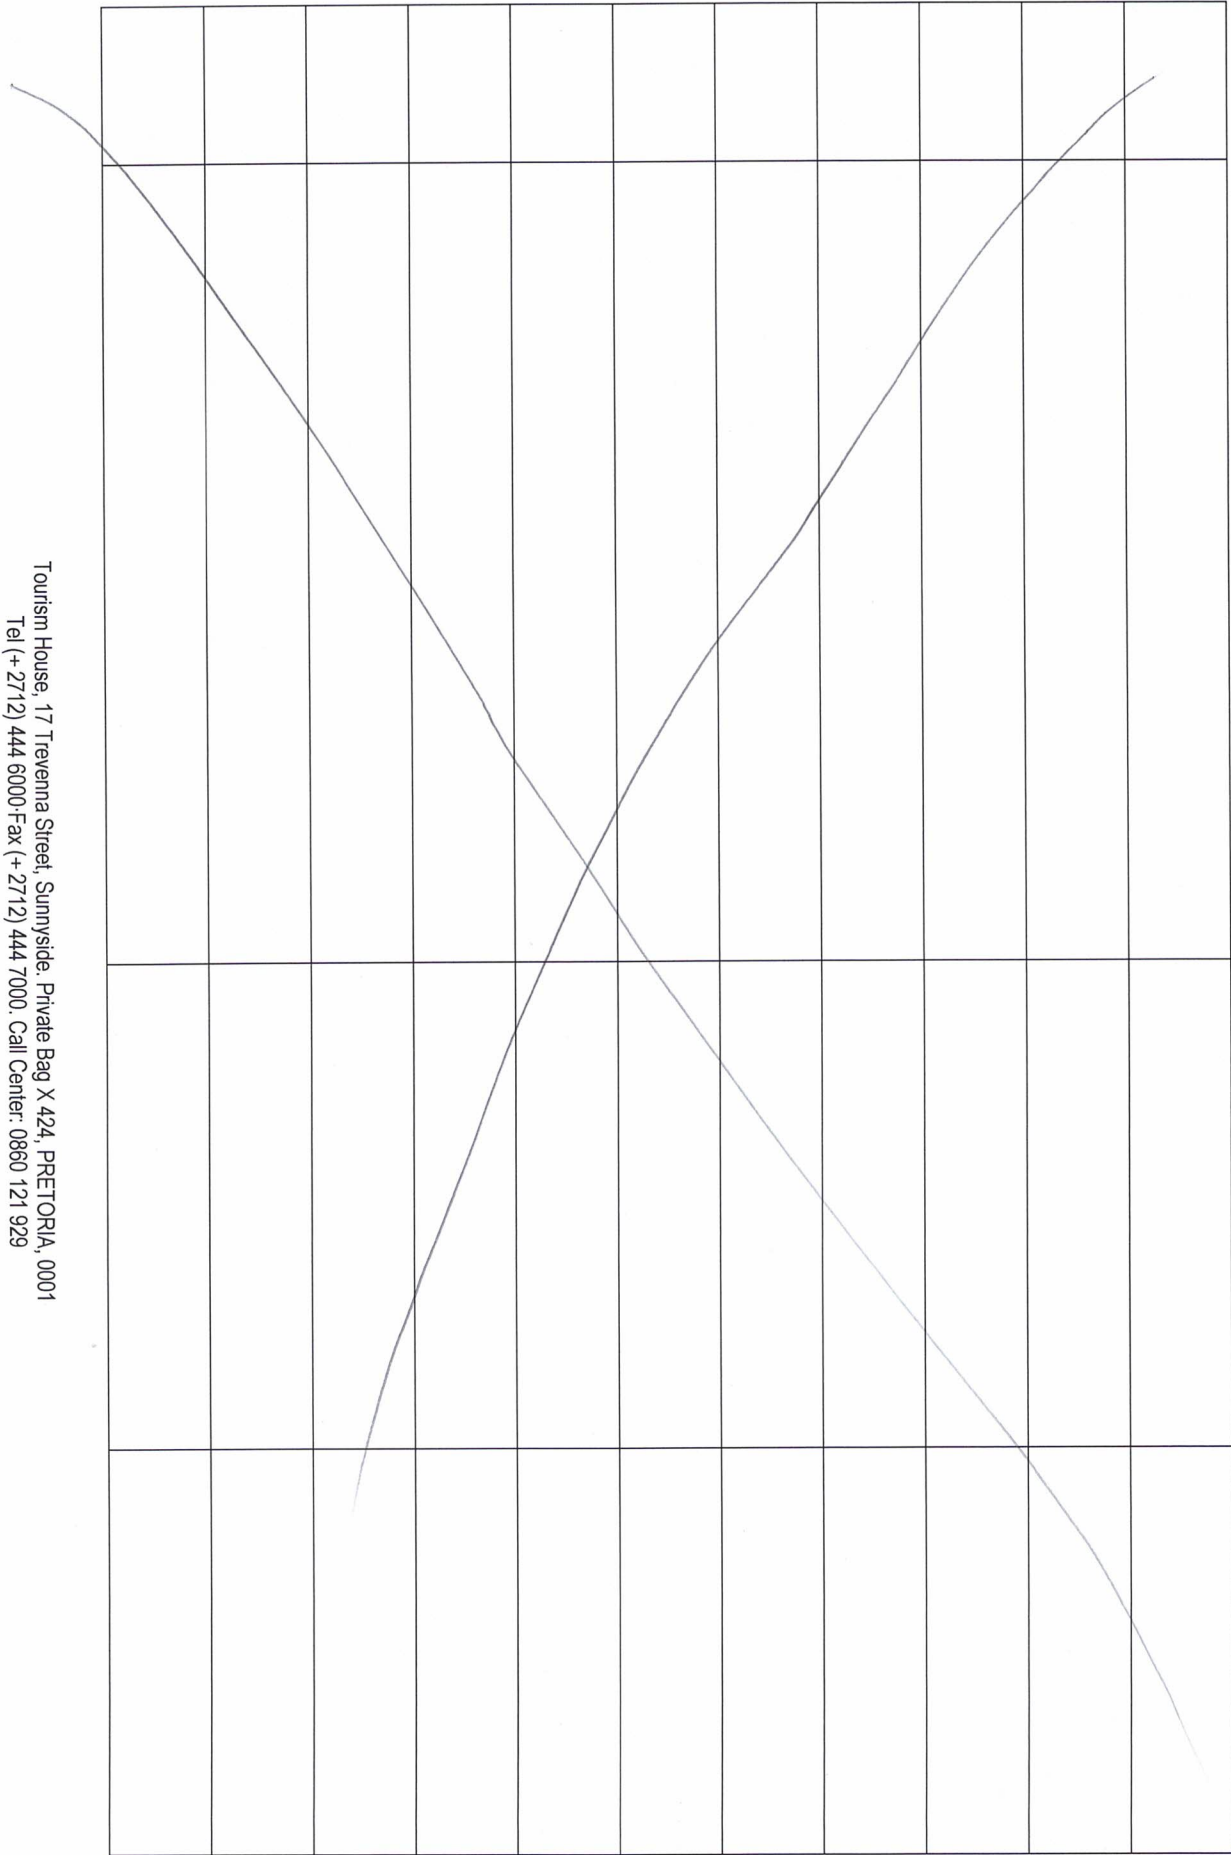 Tourism House, 17 Trevenna Street, Sunnyside. Private Bag X 424, PRETORIA, 0001
Tel (+ 2712) 444 6000·Fax (+ 2712) 444 7000. Call Center: 0860 121 929